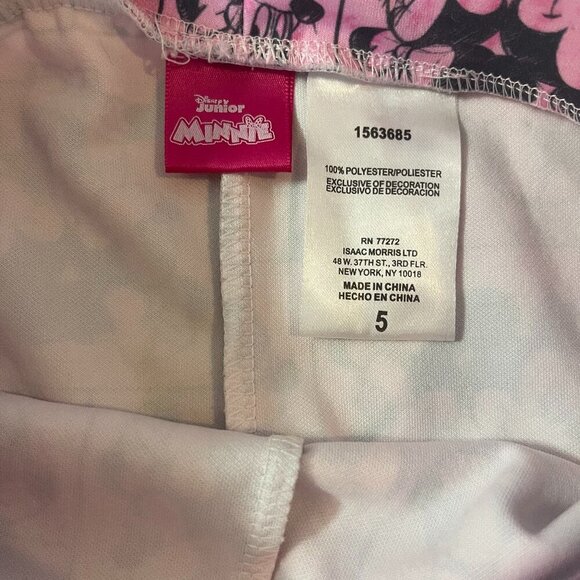 Disney
Junior
MINNIE
1563685
100% POLYESTER/POLIESTER
EXCLUSIVE OF DECORATION
EXCLUSIVO DE DECORACION
RN 77272
ISAAC MORRIS LTD
48 W. 37TH ST., 3RD FLR.
NEW YORK, NY 10018
MADE IN CHINA
HECHO EN CHINA
5